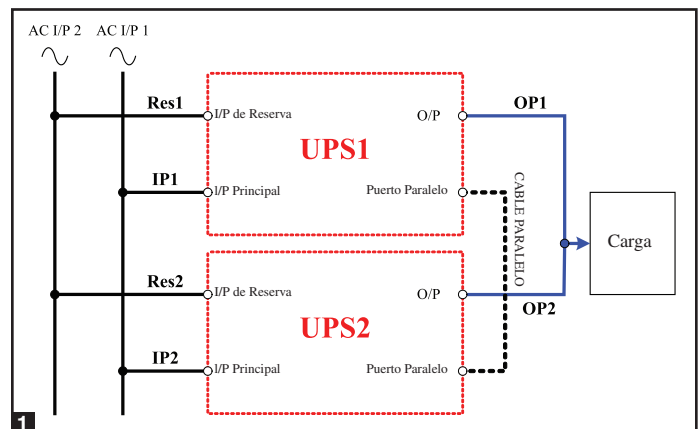 AC I/P 2 AC I/P 1
Res1
I/P de Reserva
O/P
OP1
UPS1
IP1
I/P Principal
Puerto Paralelo
CABLE PARALELO
Carga
Res2
I/P de Reserva
O/P
OP2
UPS2
IP2
I/P Principal
Puerto Paralelo
1